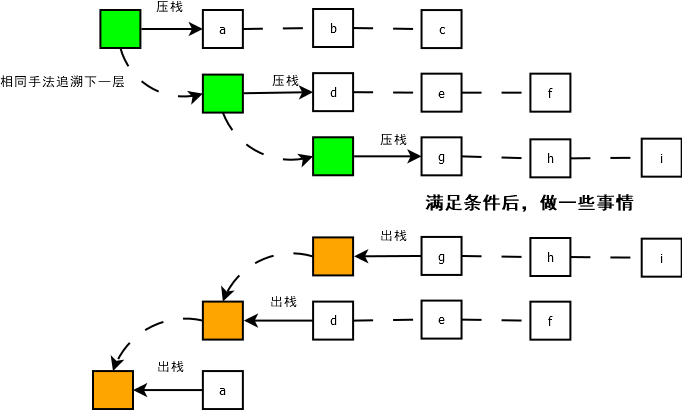 压栈
a b c
相同手法追溯下一层
压栈
d e f
压栈
g h i
满足条件后，做一些事情
出栈
g h i
出栈
d e f
出栈
a